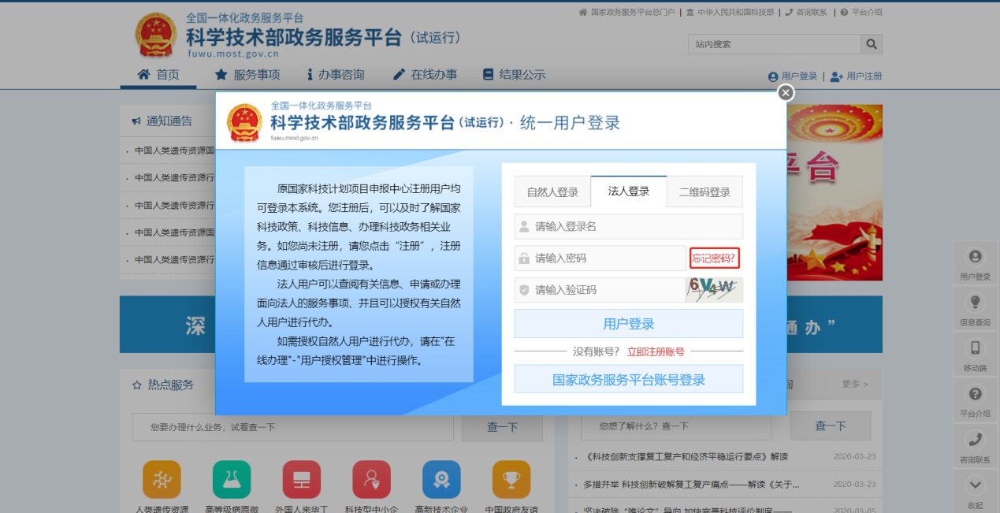 国家政务服务平台总门户 | 中华人民共和国科技部 | 咨询联系 | 平台介绍
全国一体化政务服务平台
科学技术部政务服务平台（试运行）
fuwu.most.gov.cn
站内搜索
首页 服务事项 办事咨询 在线办事 结果公示
用户登录 | 用户注册
通知通告
· 中国人类遗传资源国
· 中国人类遗传资源行
· 中国人类遗传资源行
· 中国人类遗传资源国
· 中国人类遗传资源行
平台
全国一体化政务服务平台
科学技术部政务服务平台(试运行)· 统一用户登录
fuwu.most.gov.cn
原国家科技计划项目申报中心注册用户均
可登录本系统。您注册后，可以及时了解国家
科技政策、科技信息、办理科技政务相关业
务。如您尚未注册，请您点击“注册”，注册
信息通过审核后进行登录。
法人用户可以查阅有关信息、申请或办理
面向法人的服务事项、并且可以授权有关自然
人用户进行代办。
如需授权自然人用户进行代办，请在"在
线办理"-"用户授权管理"中进行操作。
自然人登录 法人登录 二维码登录
请输入登录名
请输入密码 忘记密码?
请输入验证码 6V4W
用户登录
没有账号？ 立即注册账号
国家政务服务平台账号登录
深
通办”
热点服务
更多 >
您要办理什么业务，试着查一下 查一下
您想了解什么？查一下 查一下
人类遗传资源 高等级病原微 外国人来华工 科技型中小企 高新技术企业 中国政府友谊
· 《科技创新支撑复工复产和经济平稳运行要点》解读 2020-03-23
· 多措并举 科技创新破解复工复产痛点——解读《关于... 2020-03-23
· 坚决破除“唯论文”导向 加快完善科技评价制度—— 2020-03-05
用户登录
信息查询
移动端
平台介绍
咨询联系
收起